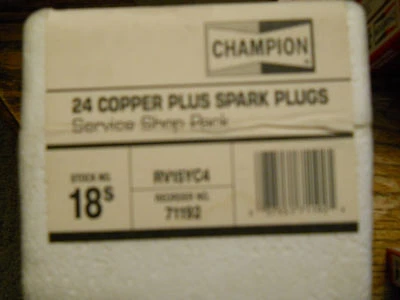 CHAMPION
24 COPPER PLUS SPARK PLUGS
Service Shop Pack
STOCK NO.
18S
RV15YC4
REORDER NO.
71192